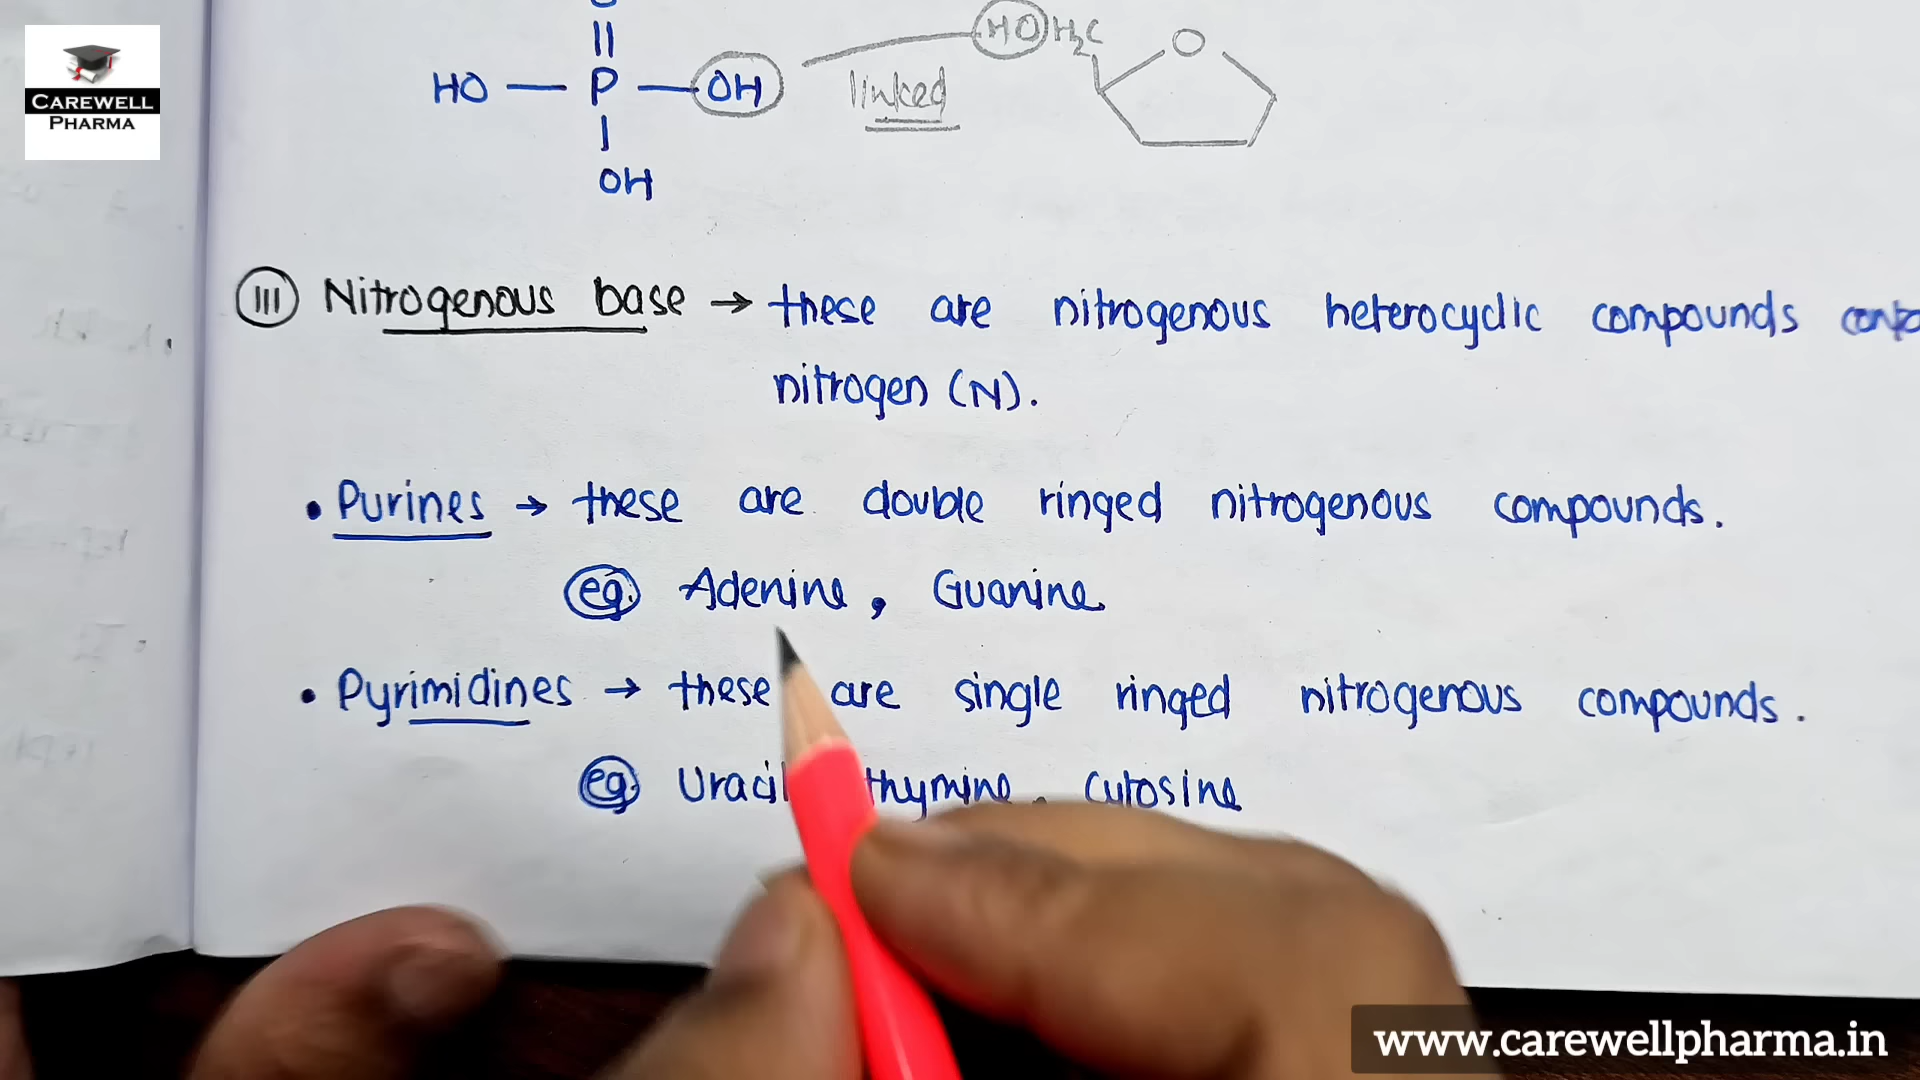 CAREWELL
PHARMA
HO H₂C O
HO — P — OH linked
OH
III Nitrogenous base → these are nitrogenous heterocyclic compounds
nitrogen (N).
• Purines → these are double ringed nitrogenous compounds.
eg. Adenine, Guanine
• Pyrimidines → these are single ringed nitrogenous compounds.
eg. Uracil thymine, Cytosine
www.carewellpharma.in